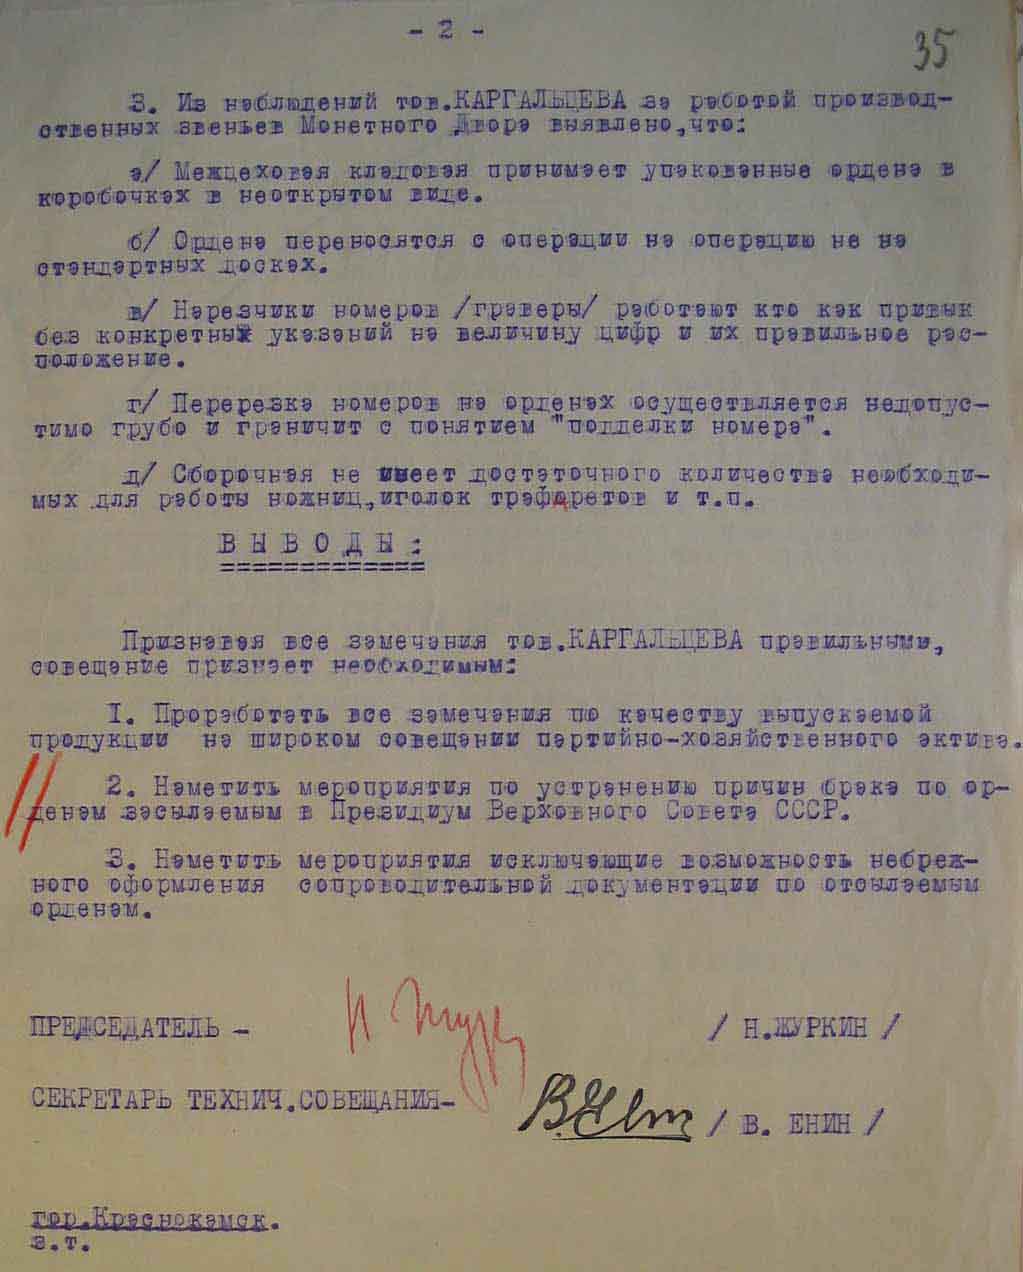 - 2 -
35
3. Из наблюдений тов.КАРГАЛЬЦЕВА за работой производ-
ственных звеньев Монетного Двора выявлено,что:
а/ Межцеховая кладовая принимает упакованные ордена в
коробочках в неоткрытом виде.
б/ Ордена переносятся с операции на операцию не на
стандартных досках.
в/ Нарезчики номеров /граверы/ работают кто как привык
без конкретных указаний на величину цифр и их правильное рас-
положение.
г/ Перерезка номеров на орденах осуществляется недопус-
тимо грубо и граничит с понятием "подделки номера".
д/ Сборочная не имеет достаточного количества необходи-
мых для работы ножниц,иголок трафаретов и т.п.
В Ы В О Д Ы :
=============
Признавая все замечания тов.КАРГАЛЬЦЕВА правильными,
совещание признает необходимым:
I. Проработать все замечания по качеству выпускаемой
продукции на широком совещании партийно-хозяйственного актива.
2. Наметить мероприятия по устранению причин брака по ор-
денам засылаемым в Президиум Верховного Совета СССР.
3. Наметить мероприятия исключающие возможность небреж-
ного оформления сопроводительной документации по отсылаемым
орденам.
ПРЕДСЕДАТЕЛЬ - / Н.ЖУРКИН /
СЕКРЕТАРЬ ТЕХНИЧ.СОВЕЩАНИЯ- / В. ЕНИН /
гор.Краснокамск.
з.т.